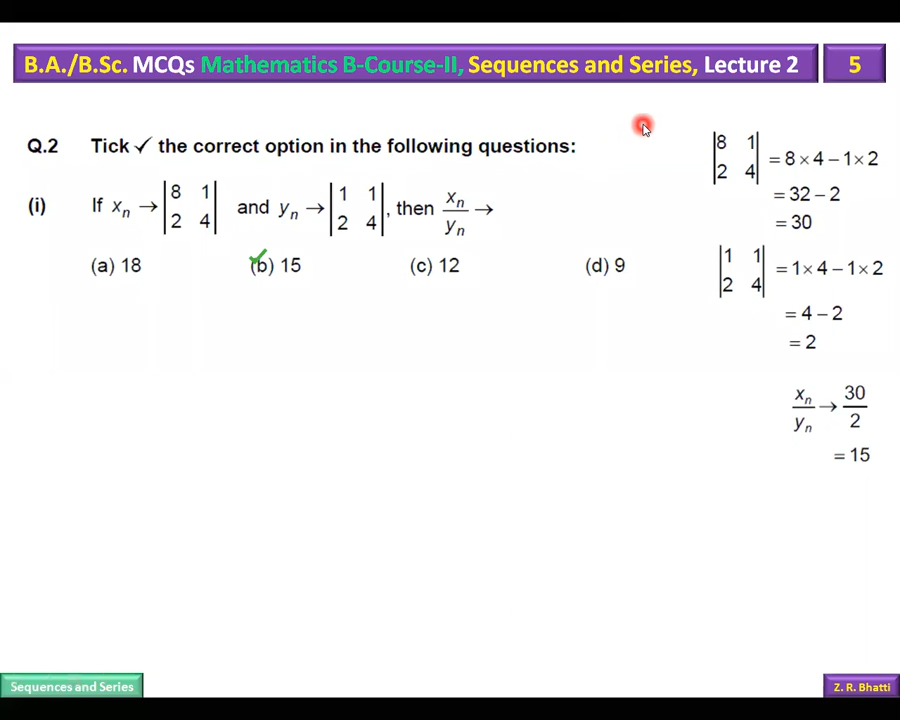 B.A./B.Sc. MCQs Mathematics B-Course-II, Sequences and Series, Lecture 2
5
Q.2 Tick ✓ the correct option in the following questions:
(i) If xₙ → |8 1; 2 4| and yₙ → |1 1; 2 4|, then xₙ/yₙ →
(a) 18 (b) 15 (c) 12 (d) 9
|8 1; 2 4| = 8 × 4 − 1 × 2
= 32 − 2
= 30
|1 1; 2 4| = 1 × 4 − 1 × 2
= 4 − 2
= 2
xₙ/yₙ → 30/2
= 15
Sequences and Series
Z. R. Bhatti